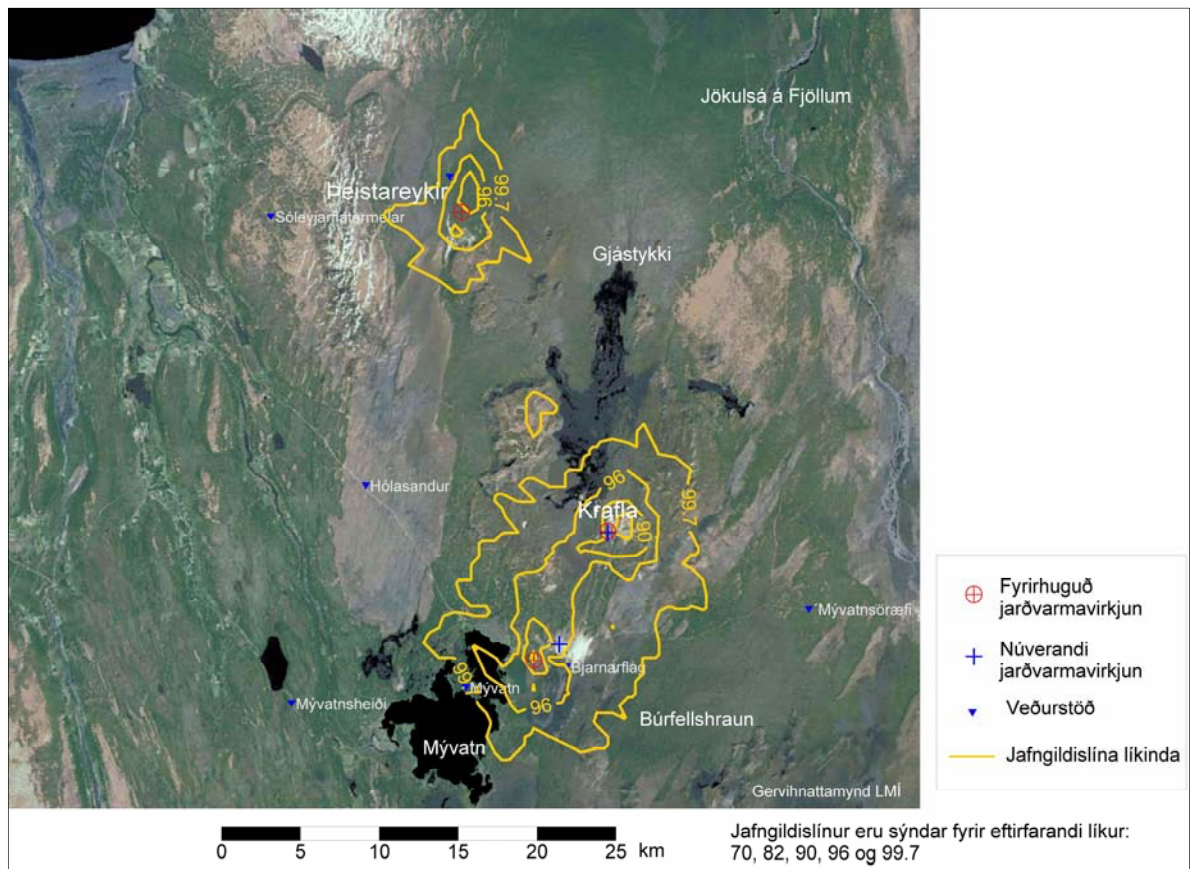 Jökulsá á Fjöllum
Þeistareykir
99.7
96
Sóleyjarnatarmelar
Gjástykki
Hólasandur
96
Krafla
99.7
90
Mývatnsöræfi
Bjarnarflag
Mývatn
96
Mývatnsheiði
Mývatn
Búrfellshraun
Gervihnattamynd LMÍ
Fyrirhuguð
jarðvarmavirkjun
Núverandi
jarðvarmavirkjun
Veðurstöð
Jafngildislína líkinda
0 5 10 15 20 25 km
Jafngildislínur eru sýndar fyrir eftirfarandi líkur:
70, 82, 90, 96 og 99.7